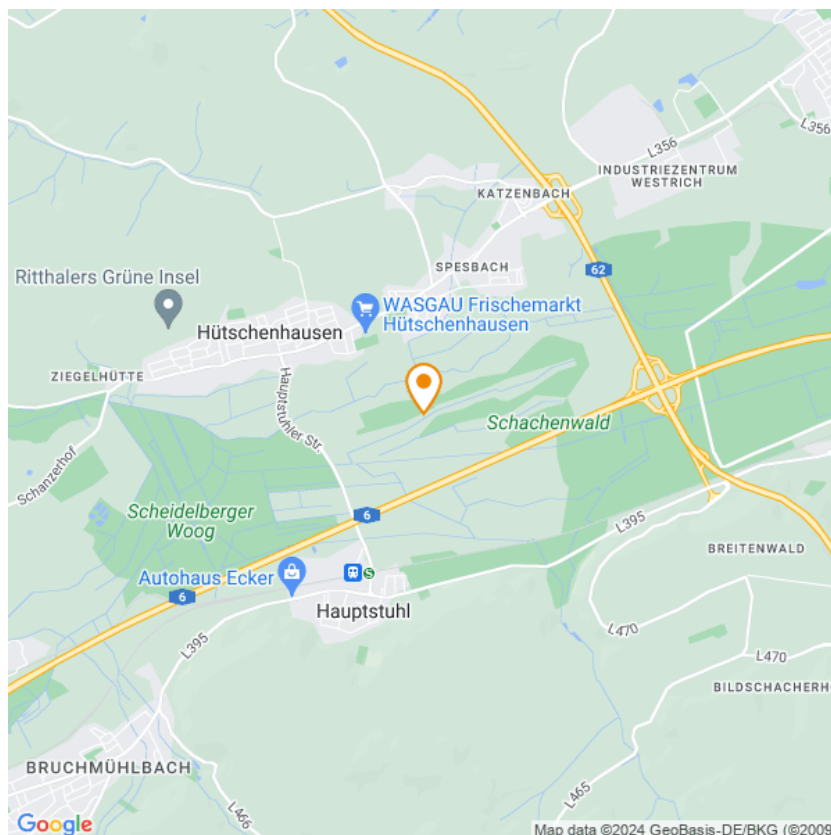 L356
L356
INDUSTRIEZENTRUM
WESTRICH
KATZENBACH
SPESBACH
62
Ritthalers Grüne Insel
WASGAU Frischemarkt
Hütschenhausen
Hütschenhausen
ZIEGELHÜTTE
Hauptstuhler Str.
Schachenwald
Schanzerhof
Scheidelberger
Woog
6
L395
BREITENWALD
Autohaus Ecker
S
6
Hauptstuhl
L470
L395
L470
BILDSCHACHERH
BRUCHMÜHLBACH
L465
L466
Google
Map data ©2024 GeoBasis-DE/BKG (©2009